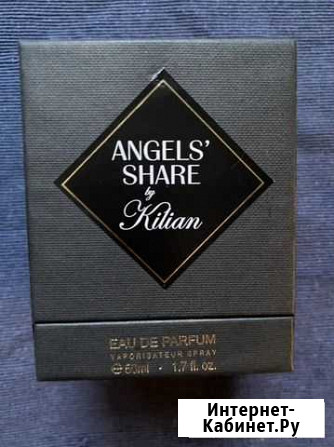 ANGELS'
SHARE
by
Kilian
EAU DE PARFUM
VAPORISATEUR SPRAY
℮ 50ml • 1.7 fl. oz.
Интернет-
Кабинет.Ру